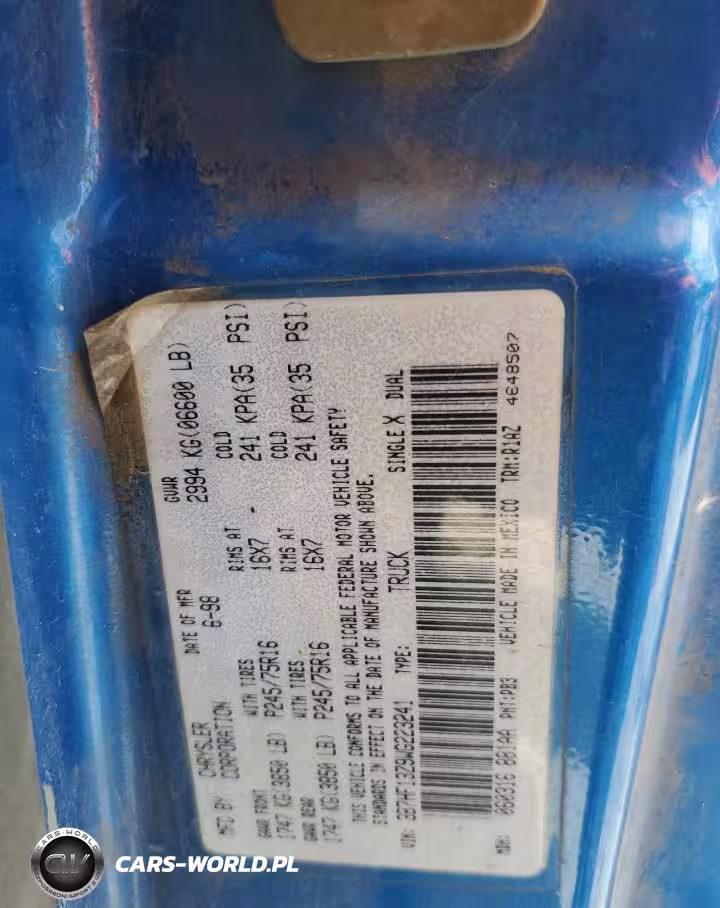 MFD BY CHRYSLER CORPORATION
DATE OF MFR 6-98
GVWR 2994 KG(06600 LB)
GAWR FRONT WITH TIRES RIMS AT COLD
1747 KG(3850 LB) P245/75R16 16X7 241 KPA(35 PSI)
GAWR REAR WITH TIRES RIMS AT COLD
1747 KG(3850 LB) P245/75R16 16X7 241 KPA(35 PSI)
THIS VEHICLE CONFORMS TO ALL APPLICABLE FEDERAL MOTOR VEHICLE SAFETY
STANDARDS IN EFFECT ON THE DATE OF MANUFACTURE SHOWN ABOVE.
VIN: 3B7HF13Z9WG223241 TYPE: TRUCK SINGLE X DUAL
MDH: 060316 881AA PNT:PB3 VEHICLE MADE IN MEXICO TRM:R1AZ 4648507
CARS-WORLD
CW
CARS-WORLD.PL